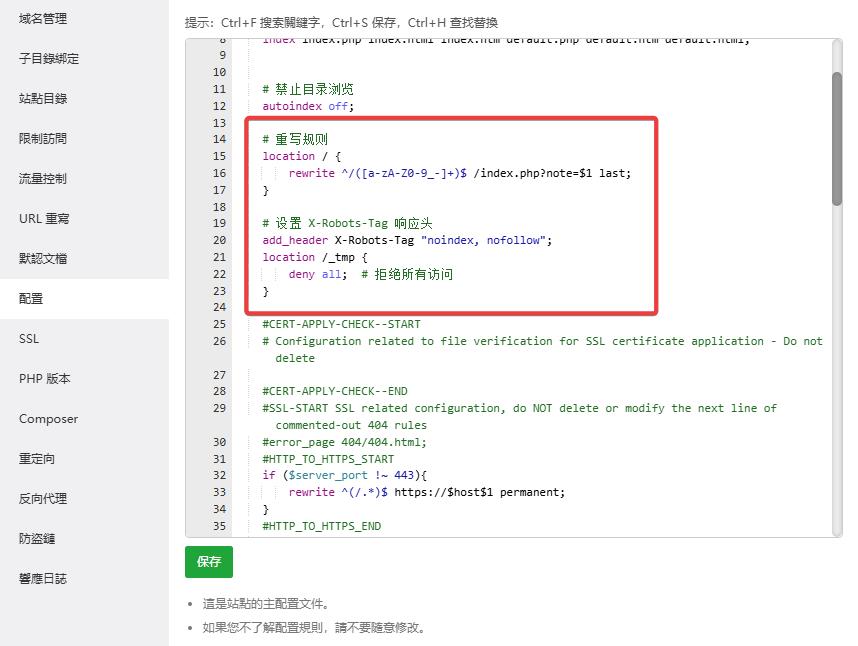 域名管理
子目錄綁定
站點目錄
限制訪問
流量控制
URL 重寫
默認文檔
配置
SSL
PHP 版本
Composer
重定向
反向代理
防盜鏈
響應日誌
提示：Ctrl+F 搜索關鍵字，Ctrl+S 保存，Ctrl+H 查找替換
8 index index.php index.html index.htm default.php default.htm default.html;
9
10
11 # 禁止目录浏览
12 autoindex off;
13
14 # 重写规则
15 location / {
16 rewrite ^/([a-zA-Z0-9_-]+)$ /index.php?note=$1 last;
17 }
18
19 # 设置 X-Robots-Tag 响应头
20 add_header X-Robots-Tag "noindex, nofollow";
21 location /_tmp {
22 deny all;  # 拒绝所有访问
23 }
24
25 #CERT-APPLY-CHECK--START
26 # Configuration related to file verification for SSL certificate application - Do not
delete
27
28 #CERT-APPLY-CHECK--END
29 #SSL-START SSL related configuration, do NOT delete or modify the next line of
commented-out 404 rules
30 #error_page 404/404.html;
31 #HTTP_TO_HTTPS_START
32 if ($server_port !~ 443){
33 rewrite ^(/.*)$ https://$host$1 permanent;
34 }
35 #HTTP_TO_HTTPS_END
保存
這是站點的主配置文件。
如果您不了解配置規則，請不要隨意修改。